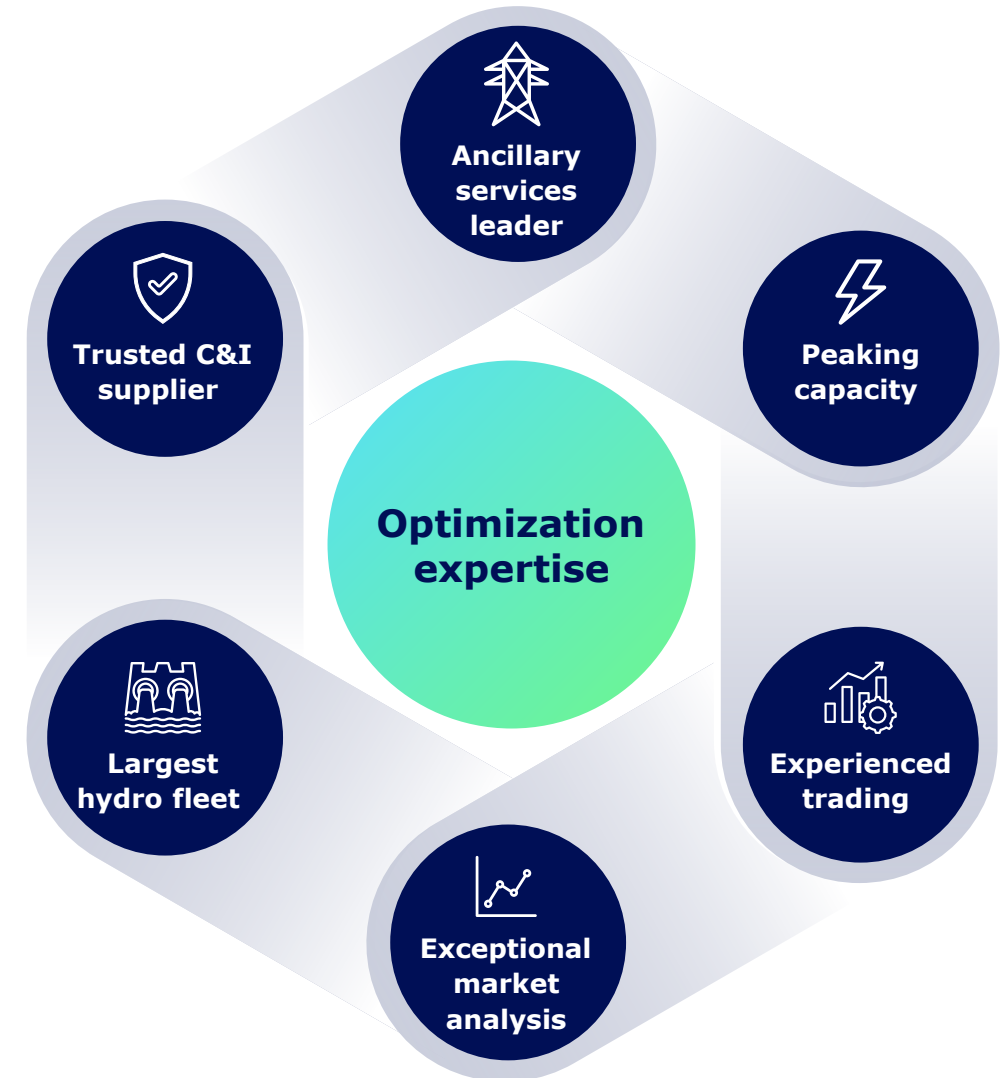 Ancillary
services
leader
Trusted C&I
supplier
Peaking
capacity
Optimization
expertise
Largest
hydro fleet
Experienced
trading
Exceptional
market
analysis